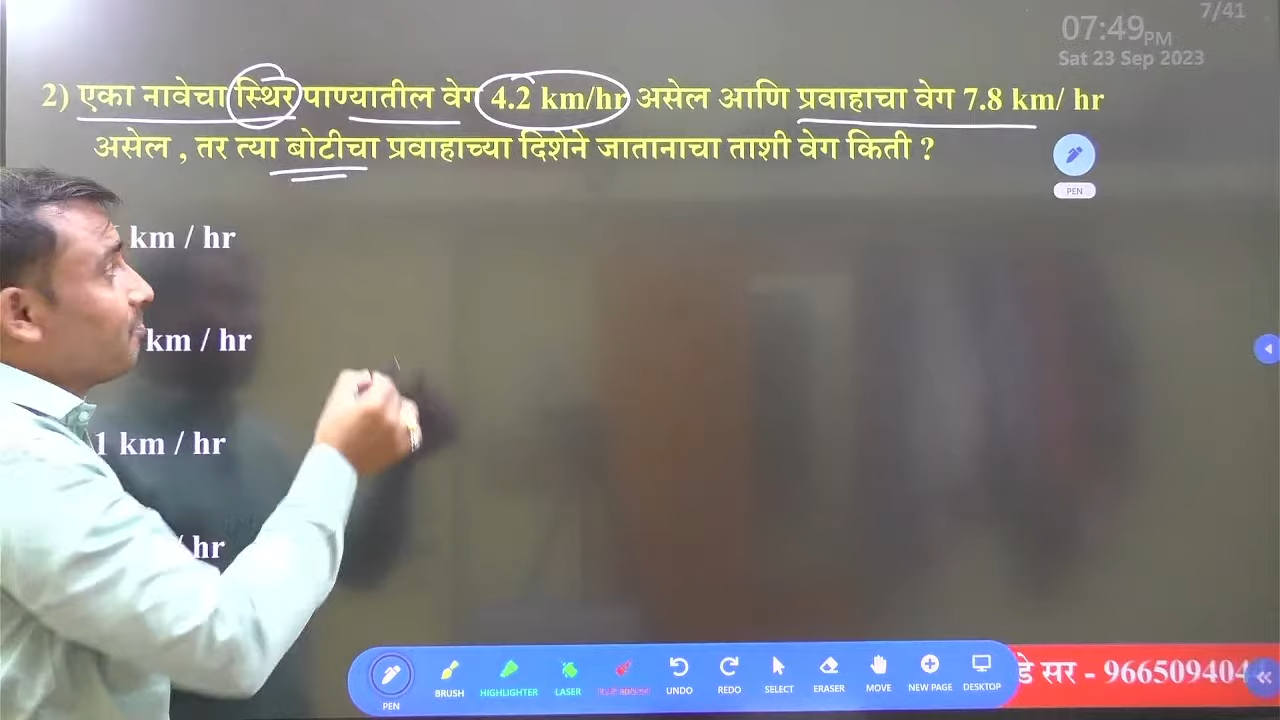 7/41
07:49PM
Sat 23 Sep 2023
2) एका नावेचा स्थिर पाण्यातील वेग 4.2 km/hr असेल आणि प्रवाहाचा वेग 7.8 km/ hr
असेल , तर त्या बोटीचा प्रवाहाच्या दिशेने जातानाचा ताशी वेग किती ?
PEN
km / hr
km / hr
1 km / hr
/ hr
सर - 966509404
PEN BRUSH HIGHLIGHTER LASER UNDO REDO SELECT ERASER MOVE NEW PAGE DESKTOP